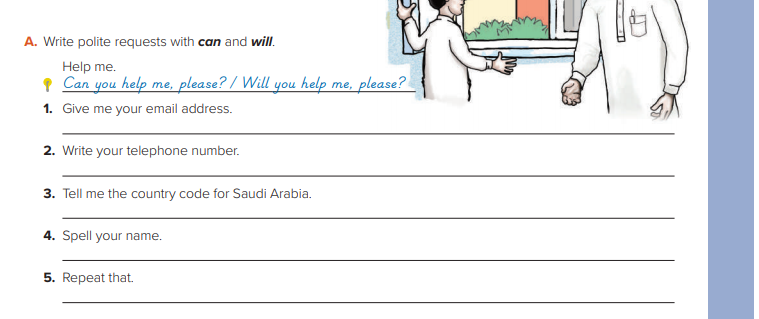 A. Write polite requests with can and will.
Help me.
Can you help me, please? / Will you help me, please?
1. Give me your email address.
2. Write your telephone number.
3. Tell me the country code for Saudi Arabia.
4. Spell your name.
5. Repeat that.